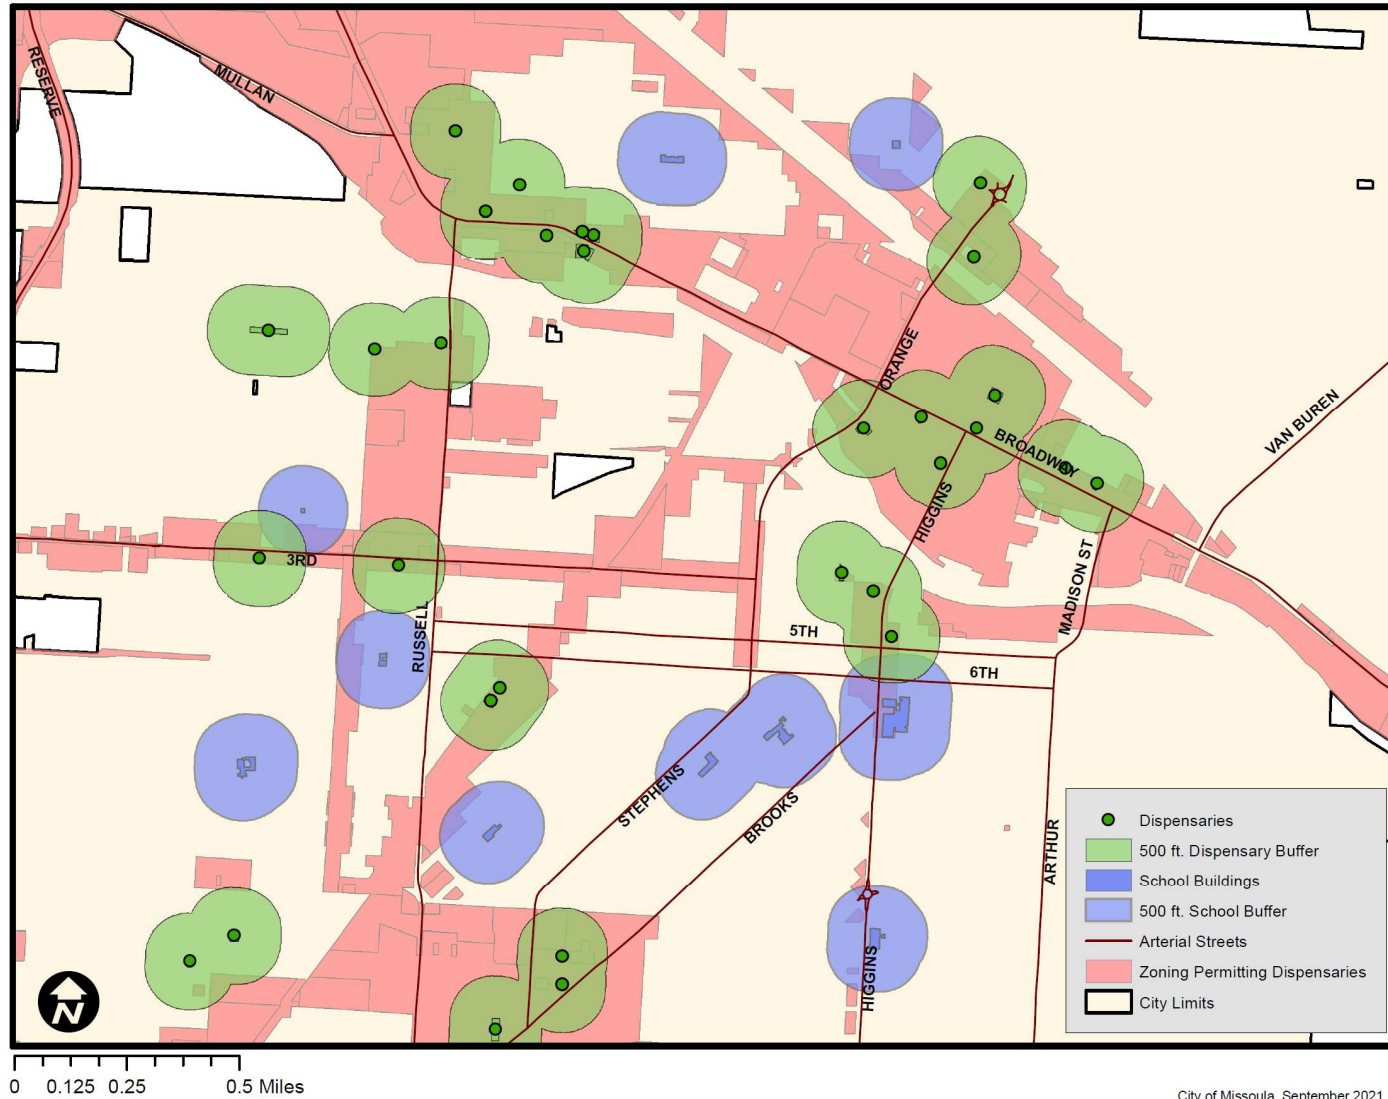 RESERVE
MULLAN
ORANGE
VAN BUREN
BROADWAY
HIGGINS
3RD
MADISON ST
RUSSELL
5TH
6TH
STEPHENS
BROOKS
ARTHUR
HIGGINS
Dispensaries
500 ft. Dispensary Buffer
School Buildings
500 ft. School Buffer
Arterial Streets
Zoning Permitting Dispensaries
City Limits
N
0 0.125 0.25 0.5 Miles
City of Missoula, September 2021